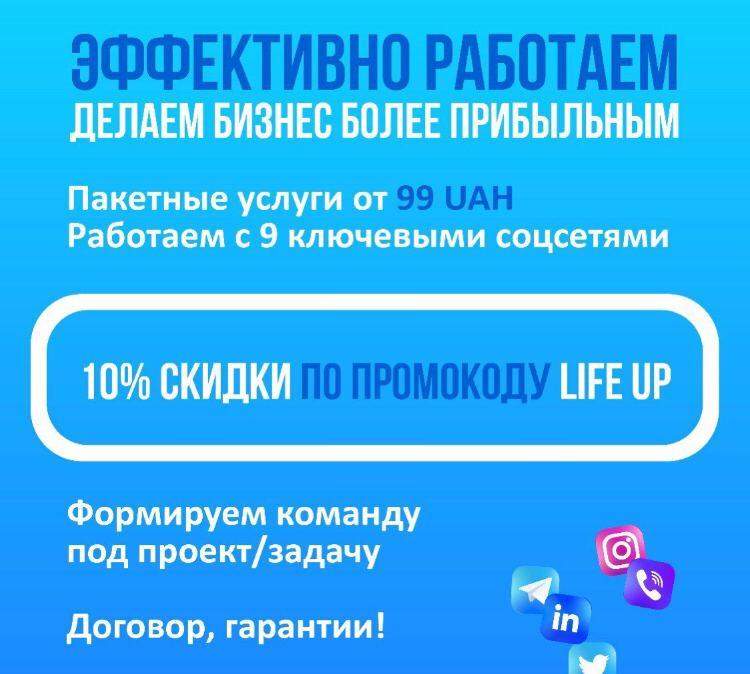 ЭФФЕКТИВНО РАБОТАЕМ
ДЕЛАЕМ БИЗНЕС БОЛЕЕ ПРИБЫЛЬНЫМ
Пакетные услуги от 99 UAH
Работаем с 9 ключевыми соцсетями
10% СКИДКИ ПО ПРОМОКОДУ LIFE UP
Формируем команду
под проект/задачу
Договор, гарантии!
in